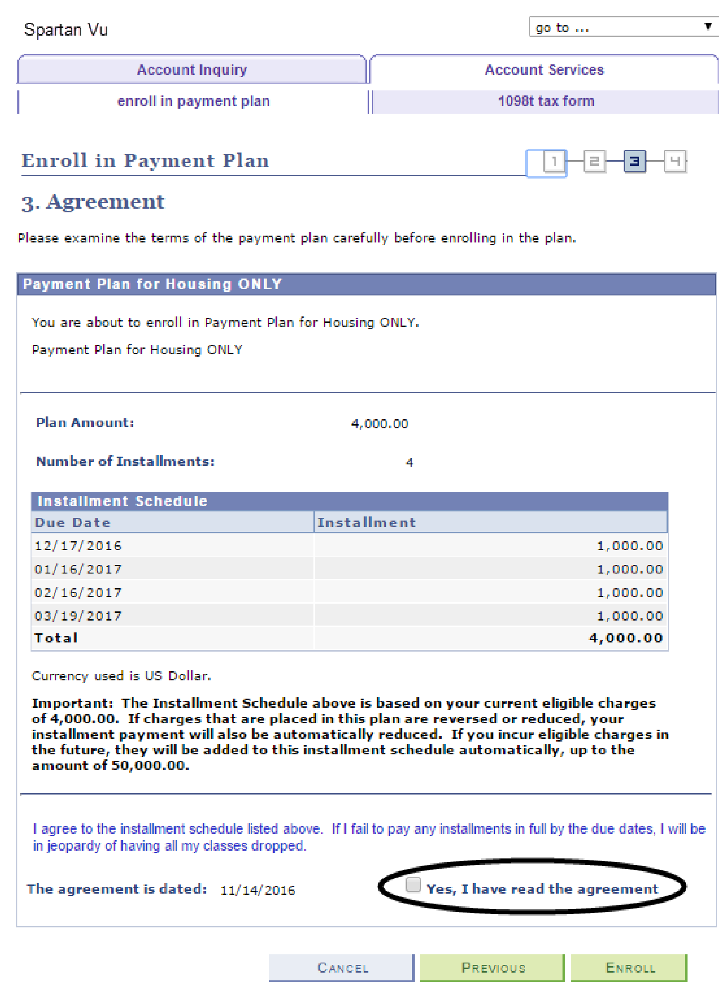 Spartan Vu
go to ...
Account Inquiry
Account Services
enroll in payment plan
1098t tax form
Enroll in Payment Plan
1 2 3 4
3. Agreement
Please examine the terms of the payment plan carefully before enrolling in the plan.
Payment Plan for Housing ONLY
You are about to enroll in Payment Plan for Housing ONLY.
Payment Plan for Housing ONLY
Plan Amount: 4,000.00
Number of Installments: 4
Installment Schedule
Due Date Installment
12/17/2016 1,000.00
01/16/2017 1,000.00
02/16/2017 1,000.00
03/19/2017 1,000.00
Total 4,000.00
Currency used is US Dollar.
Important: The Installment Schedule above is based on your current eligible charges
of 4,000.00. If charges that are placed in this plan are reversed or reduced, your
installment payment will also be automatically reduced. If you incur eligible charges in
the future, they will be added to this installment schedule automatically, up to the
amount of 50,000.00.
I agree to the installment schedule listed above. If I fail to pay any installments in full by the due dates, I will be
in jeopardy of having all my classes dropped.
The agreement is dated: 11/14/2016 Yes, I have read the agreement
CANCEL PREVIOUS ENROLL